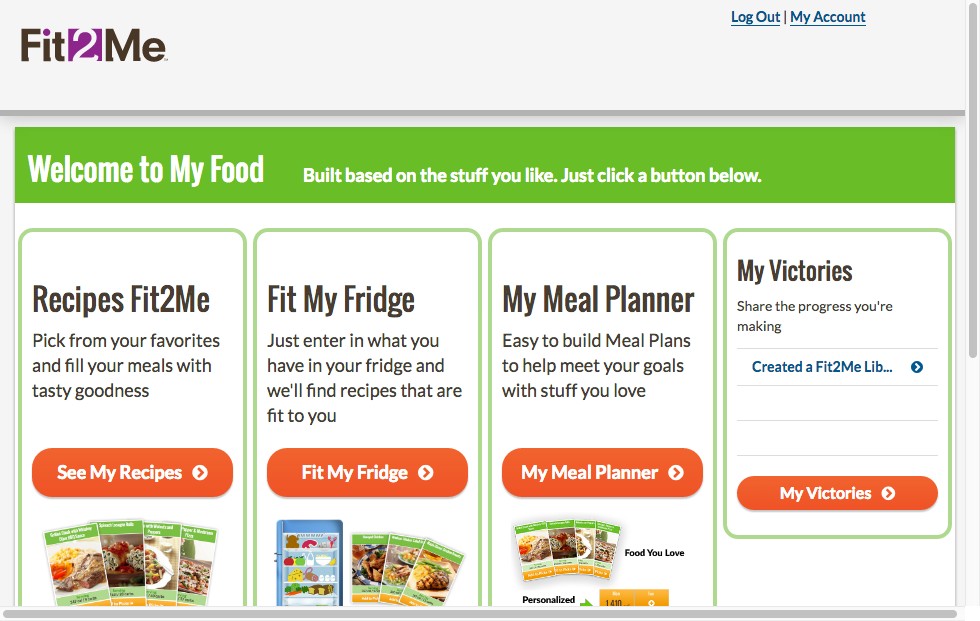 Log Out | My Account
Fit2Me
Welcome to My Food
Built based on the stuff you like. Just click a button below.
Recipes Fit2Me
Pick from your favorites
and fill your meals with
tasty goodness
See My Recipes
Fit My Fridge
Just enter in what you
have in your fridge and
we'll find recipes that are
fit to you
Fit My Fridge
My Meal Planner
Easy to build Meal Plans
to help meet your goals
with stuff you love
My Meal Planner
Food You Love
Personalized
1,410
My Victories
Share the progress you're
making
Created a Fit2Me Lib...
My Victories